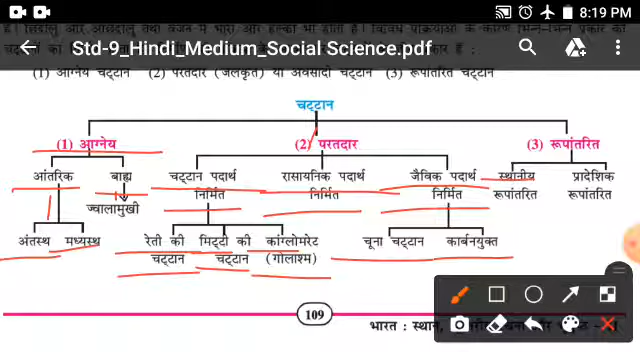 8:19 PM
Std-9_Hindi_Medium_Social Science.pdf
(1) आग्नेय चट्टान (2) परतदार (जलकृत) या अवसादी चट्टान (3) रूपांतरित चट्टान
चट्टान
(1) आग्नेय (2) परतदार (3) रूपांतरित
आंतरिक बाह्य चट्टान पदार्थ रासायनिक पदार्थ जैविक पदार्थ स्थानीय प्रादेशिक
ज्वालामुखी निर्मित निर्मित निर्मित रूपांतरित रूपांतरित
अंतस्थ मध्यस्थ रेती की मिट्टी की कांग्लोमरेट चूना चट्टान कार्बनयुक्त
चट्टान चट्टान (गोलाश्म)
109
भारत : स्थान,